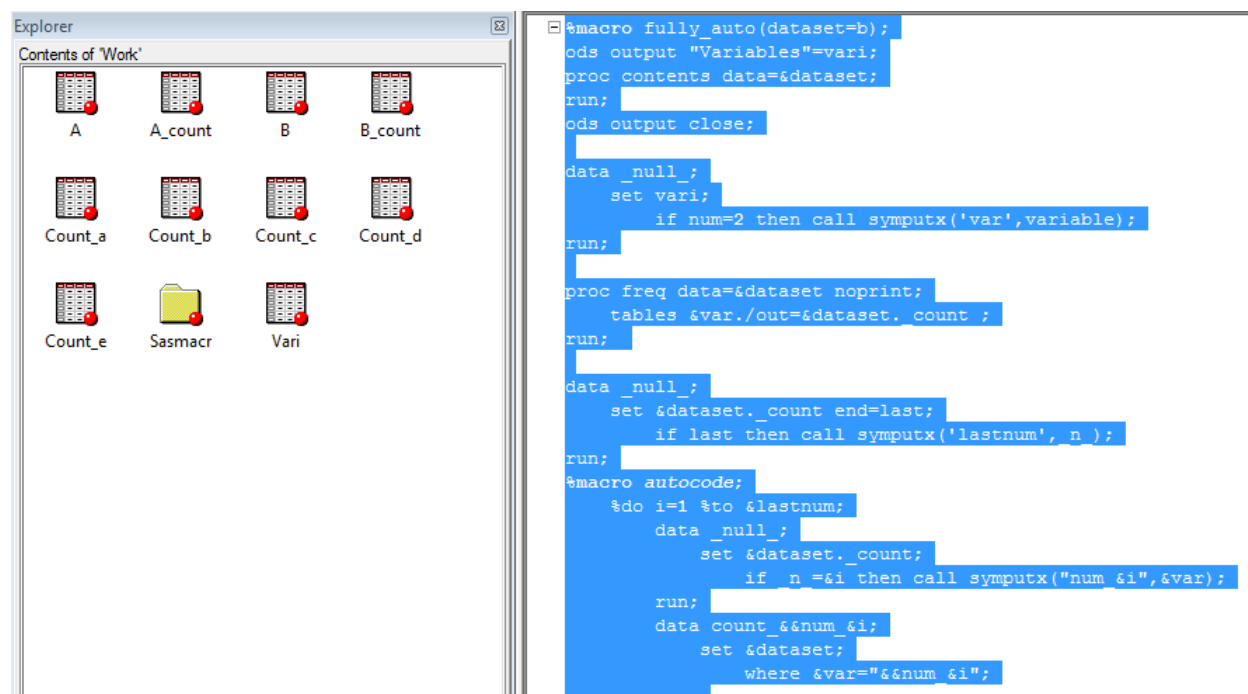 Explorer
Contents of 'Work'
A A_count B B_count
Count_a Count_b Count_c Count_d
Count_e Sasmacr Vari
%macro fully_auto(dataset=b);
ods output "Variables"=vari;
proc contents data=&dataset;
run;
ods output close;
data _null_;
set vari;
if num=2 then call symputx('var',variable);
run;
proc freq data=&dataset noprint;
tables &var./out=&dataset._count ;
run;
data _null_;
set &dataset._count end=last;
if last then call symputx('lastnum',_n_);
run;
%macro autocode;
%do i=1 %to &lastnum;
data _null_;
set &dataset._count;
if _n_=&i then call symputx("num_&i",&var);
run;
data count_&&num_&i;
set &dataset;
where &var="&&num_&i";